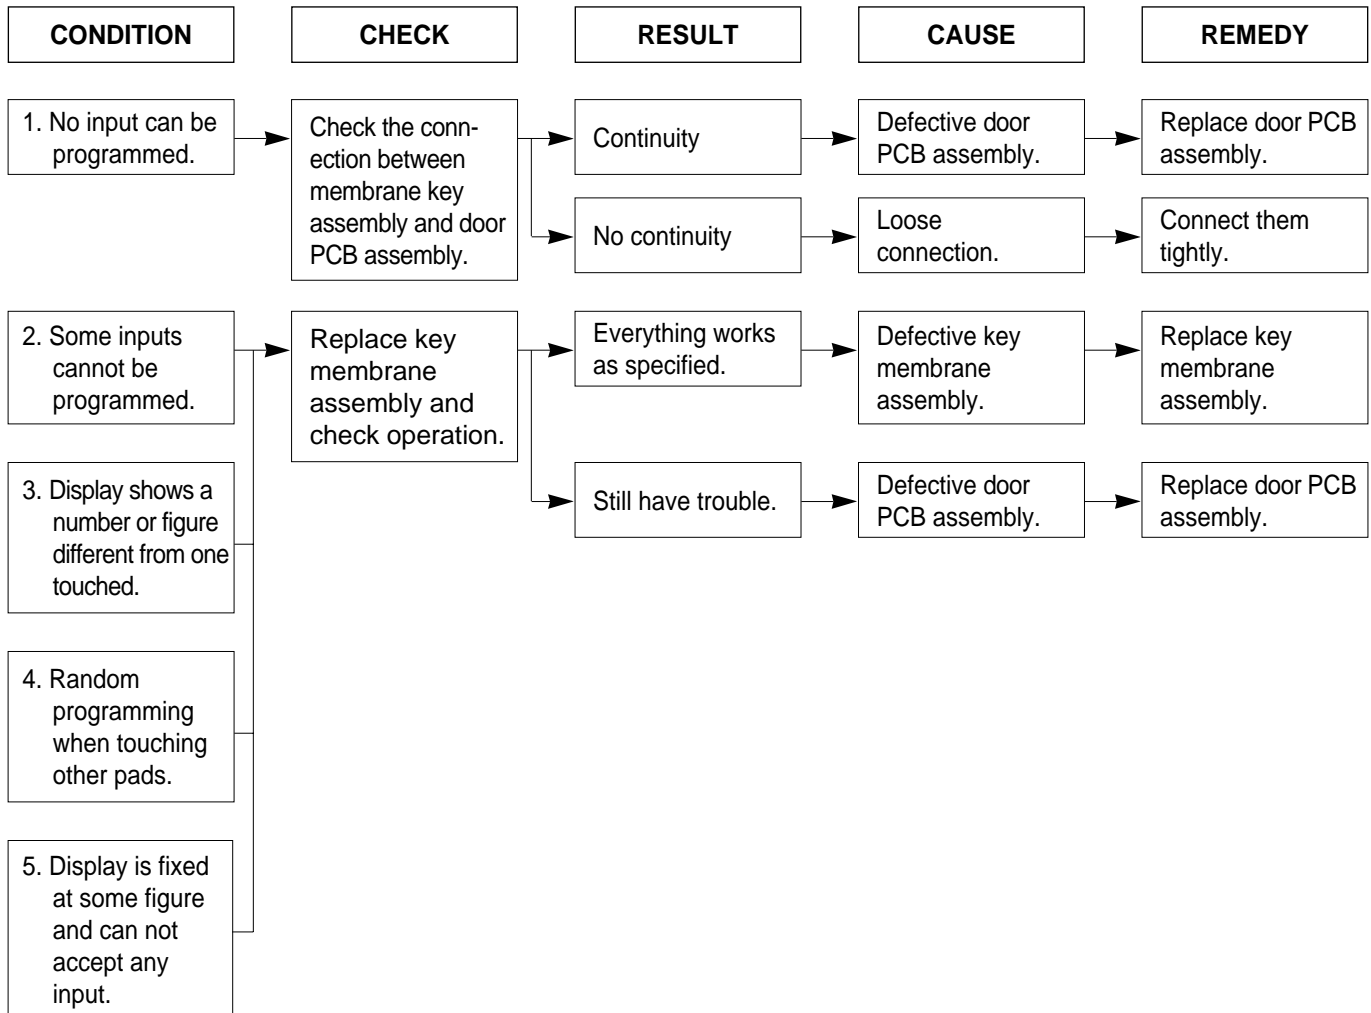 CONDITION
CHECK
RESULT
CAUSE
REMEDY
1. No input can be
programmed.
Check the conn-
ection between
membrane key
assembly and door
PCB assembly.
Continuity
Defective door
PCB assembly.
Replace door PCB
assembly.
No continuity
Loose
connection.
Connect them
tightly.
2. Some inputs
cannot be
programmed.
Replace key
membrane
assembly and
check operation.
Everything works
as specified.
Defective key
membrane
assembly.
Replace key
membrane
assembly.
3. Display shows a
number or figure
different from one
touched.
Still have trouble.
Defective door
PCB assembly.
Replace door PCB
assembly.
4. Random
programming
when touching
other pads.
5. Display is fixed
at some figure
and can not
accept any
input.